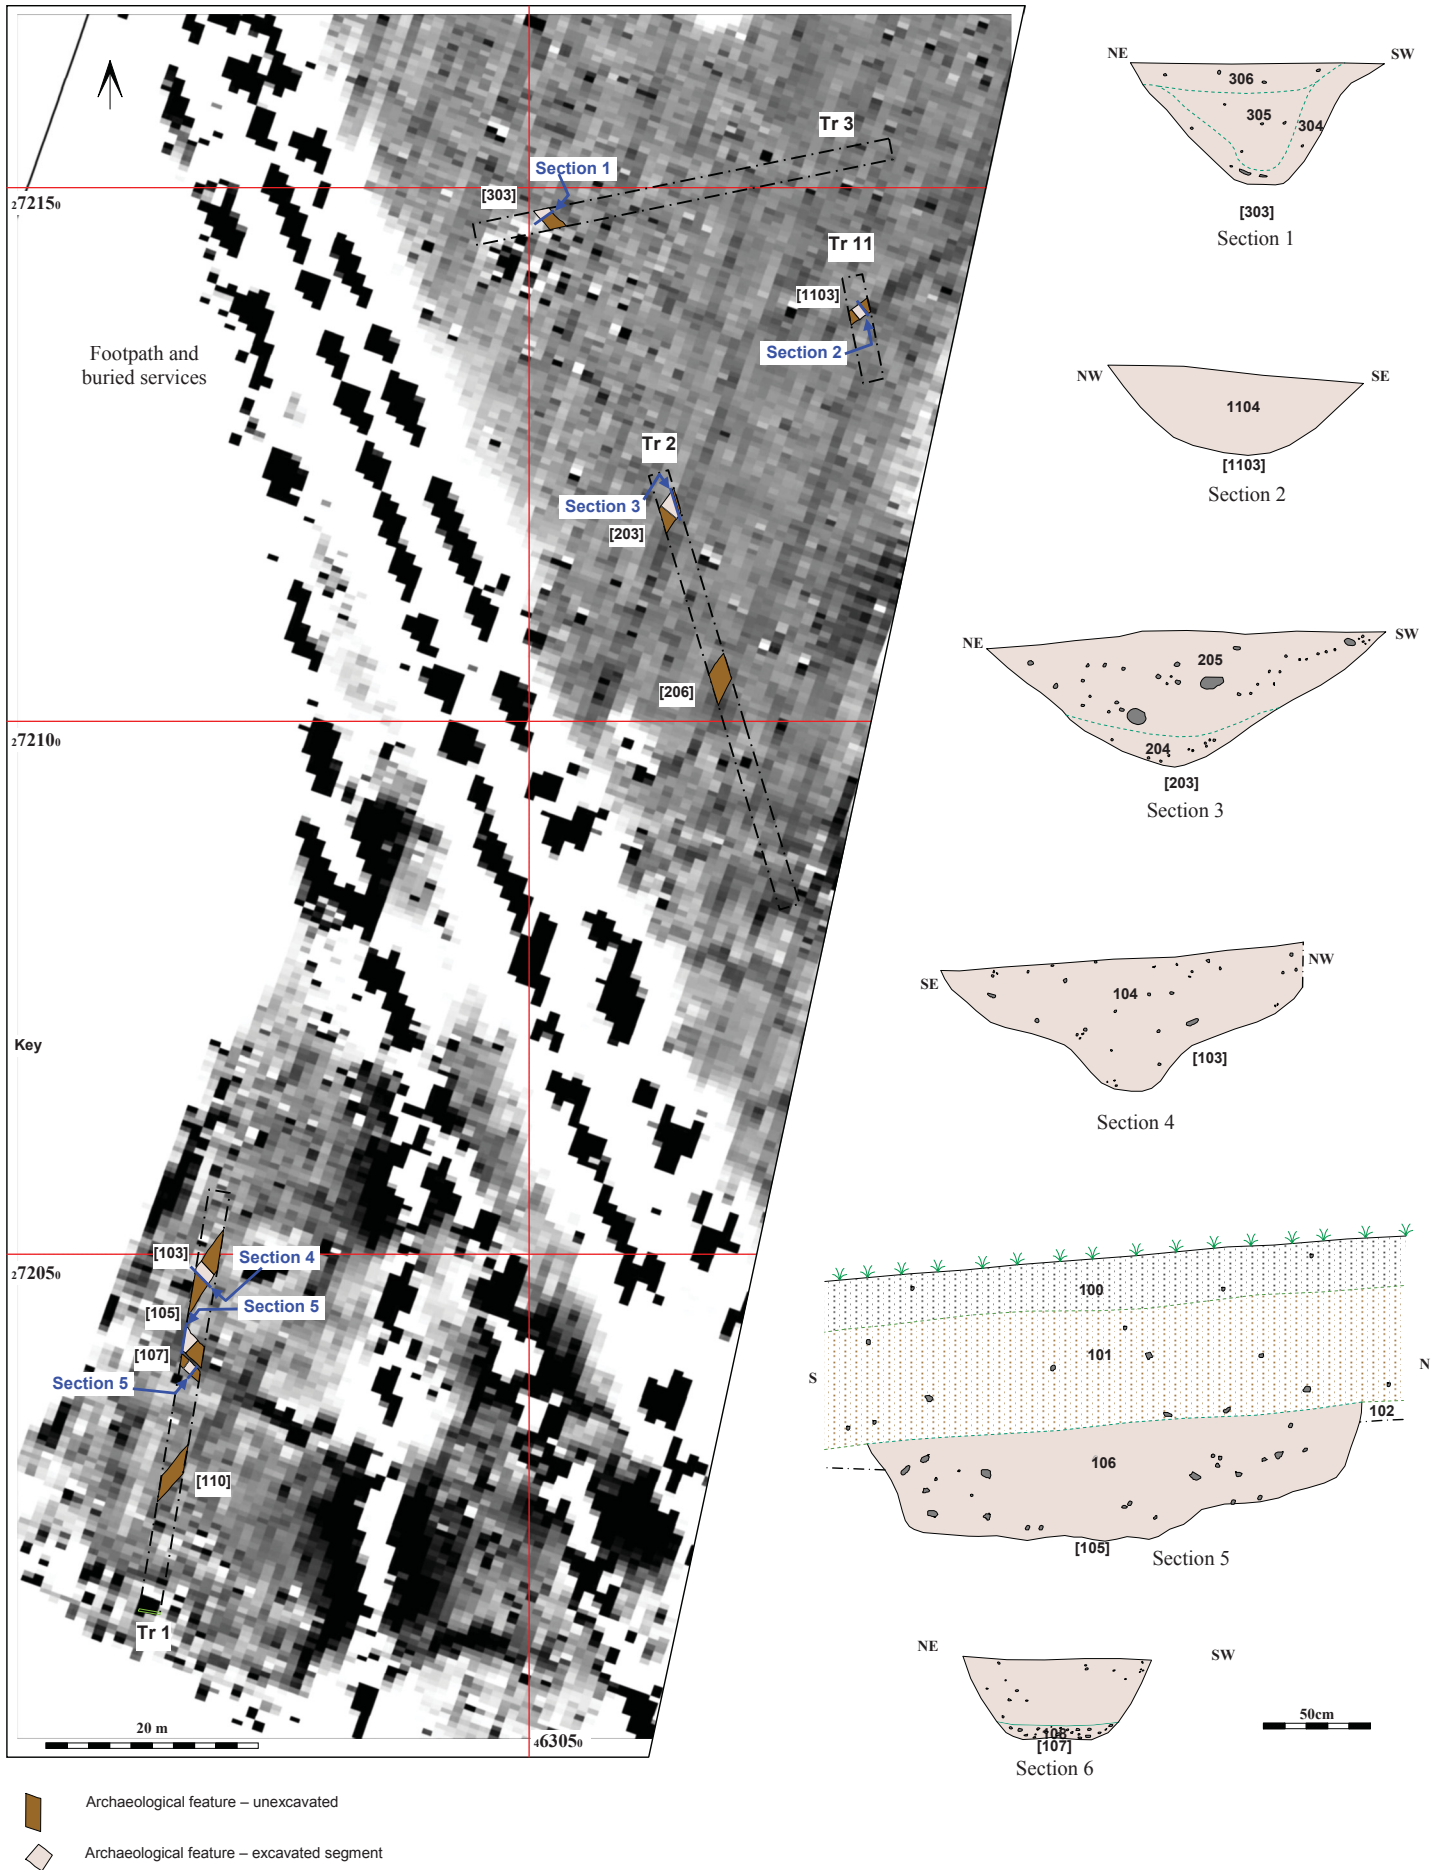 Tr 3
Section 1
[303]
272150
Tr 11
[1103]
Section 2
Footpath and
buried services
Tr 2
Section 3
[203]
[206]
272100
Key
[103]
Section 4
272050
[105]
Section 5
[107]
Section 5
[110]
Tr 1
20 m
463050
Archaeological feature – unexcavated
Archaeological feature – excavated segment
NE
SW
306
305
304
[303]
Section 1
NW
SE
1104
[1103]
Section 2
NE
SW
205
204
[203]
Section 3
SE
NW
104
[103]
Section 4
100
101
S
N
102
106
[105]
Section 5
NE
SW
[107]
Section 6
50cm